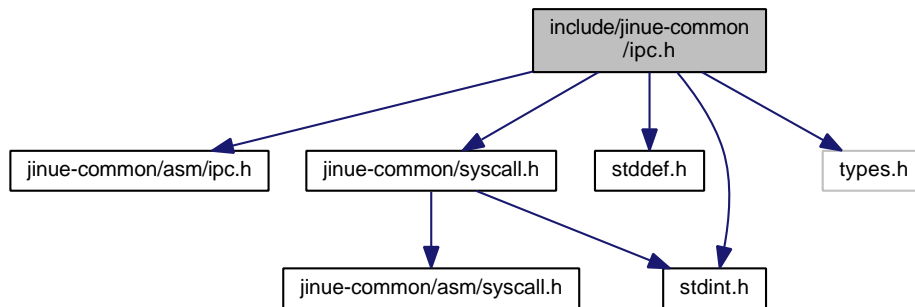 include/jinue-common
/ipc.h
jinue-common/asm/ipc.h
jinue-common/syscall.h
stddef.h
types.h
jinue-common/asm/syscall.h
stdint.h